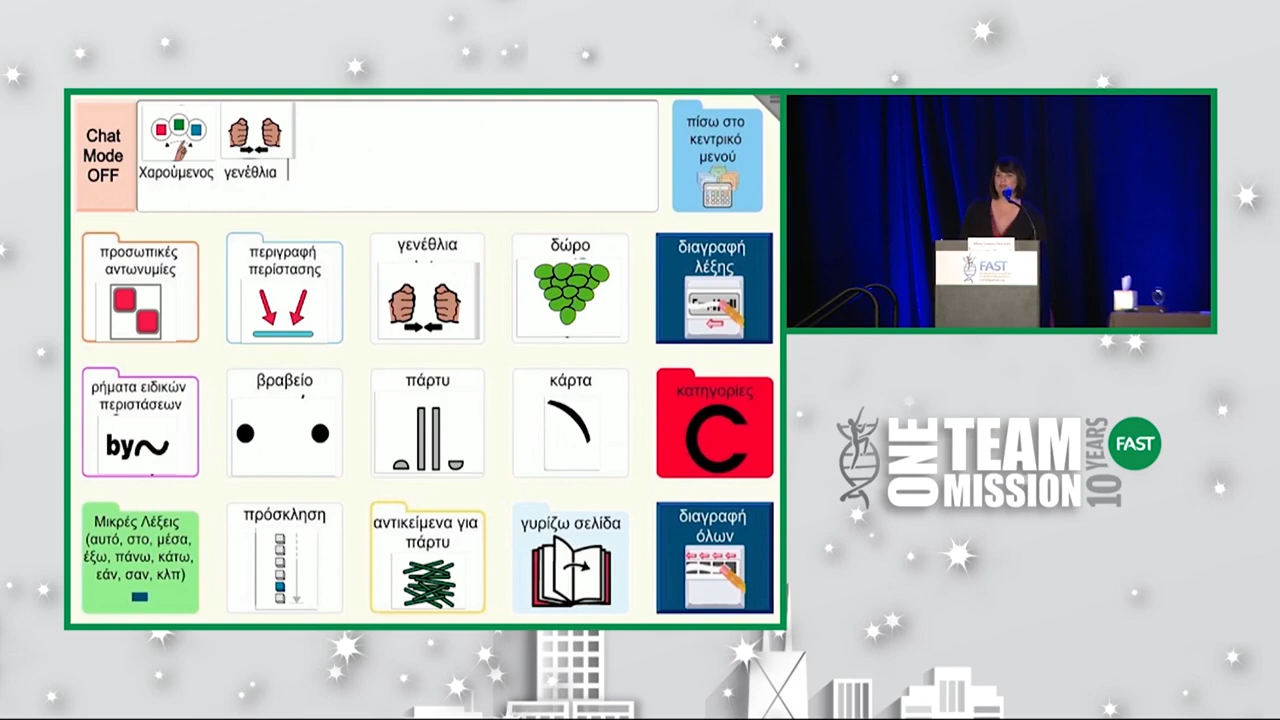 Chat
Mode
OFF
Χαρούμενος
γενέθλια
πίσω στο
κεντρικό
μενού
προσωπικές
αντωνυμίες
περιγραφή
περίστασης
γενέθλια
δώρο
διαγραφή
λέξης
ρήματα ειδικών
περιστάσεων
by
βραβείο
πάρτυ
κάρτα
κατηγορίες
C
Μικρές Λέξεις
(αυτό, στο, μέσα,
έξω, πάνω, κάτω,
εάν, σαν, κλπ)
πρόσκληση
αντικείμενα για
πάρτυ
γυρίζω σελίδα
διαγραφή
όλων
FAST
ONE
TEAM
MISSION
10 YEARS
FAST